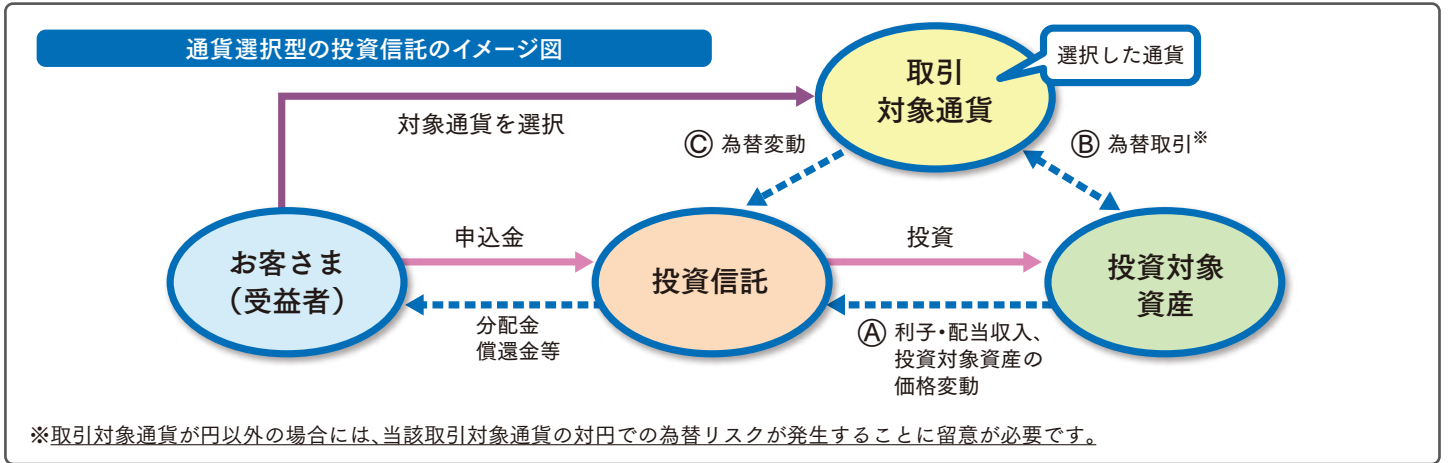 通貨選択型の投資信託のイメージ図
選択した通貨
取引
対象通貨
対象通貨を選択
Ⓒ 為替変動
Ⓑ 為替取引※
お客さま
（受益者）
申込金
投資信託
投資
投資対象
資産
分配金
償還金等
Ⓐ 利子・配当収入、
投資対象資産の
価格変動
※取引対象通貨が円以外の場合には、当該取引対象通貨の対円での為替リスクが発生することに留意が必要です。